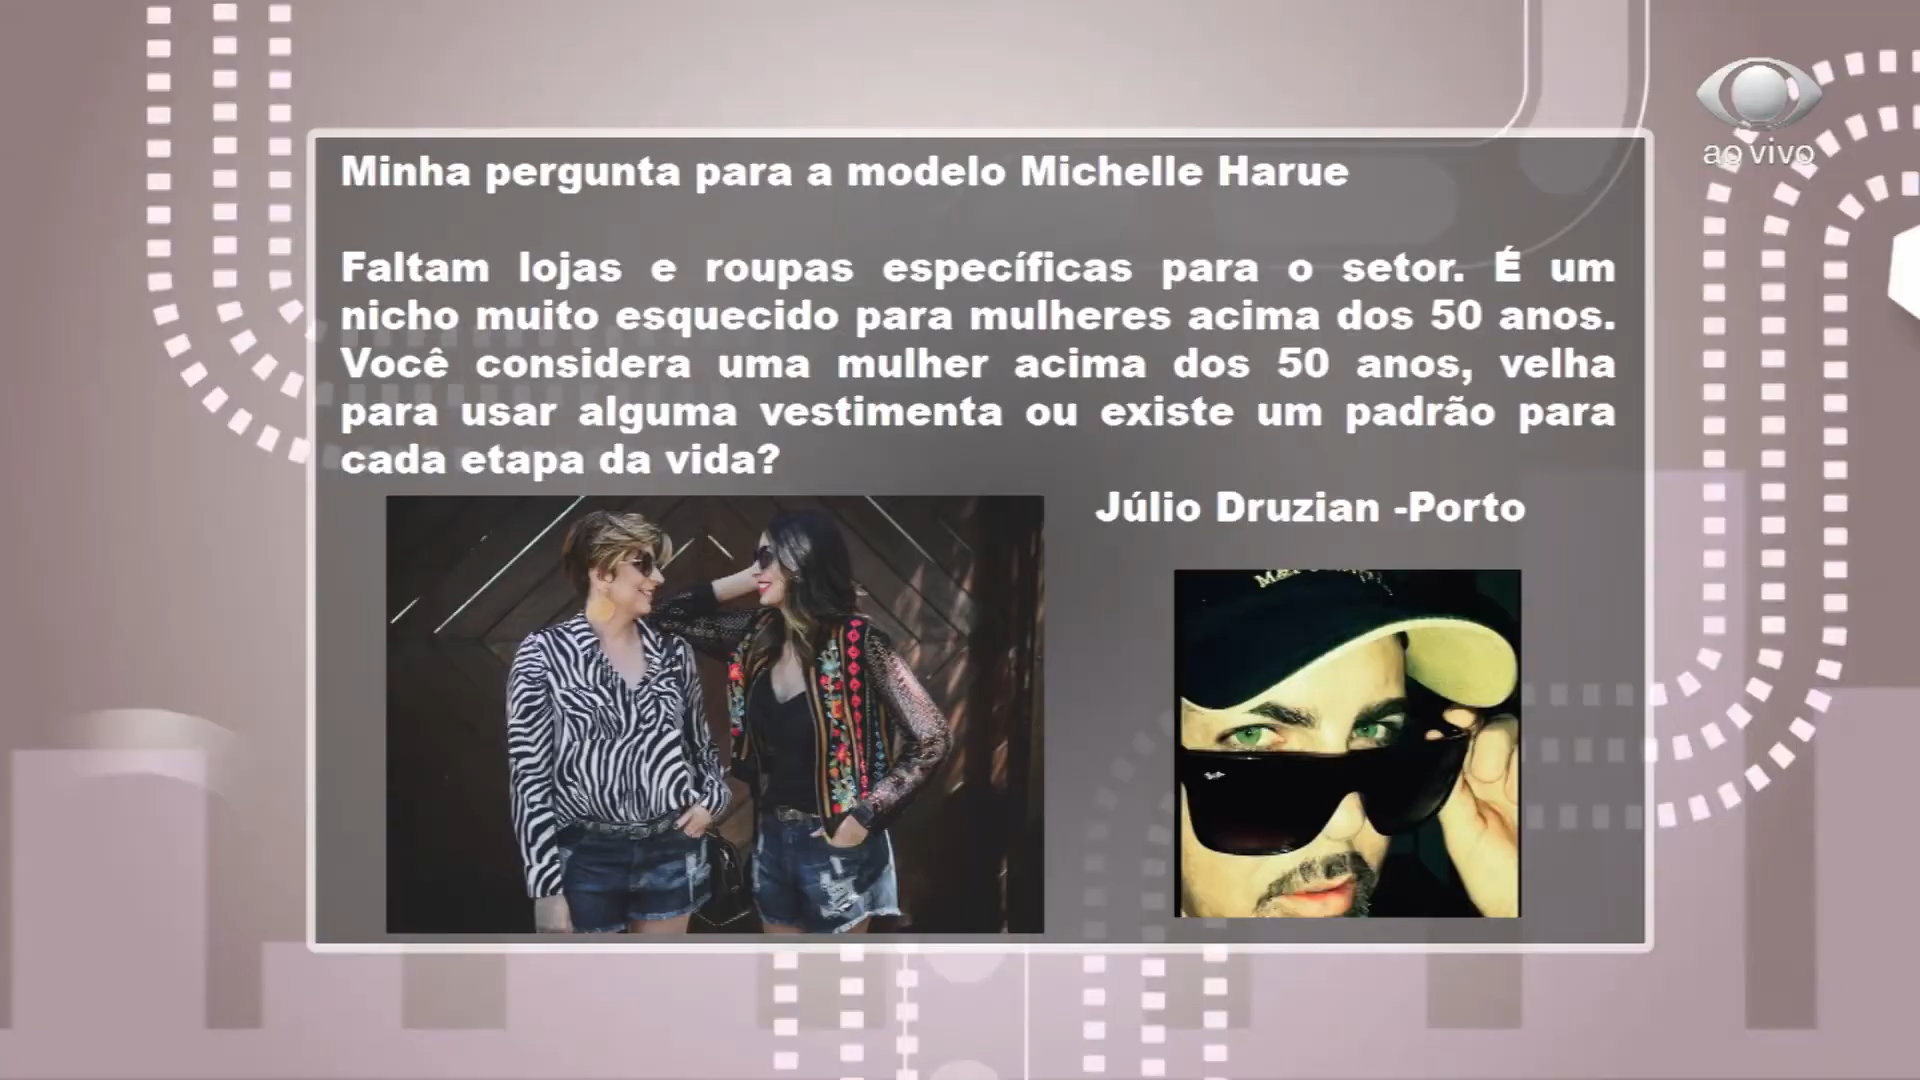 ao vivo
Minha pergunta para a modelo Michelle Harue
Faltam lojas e roupas específicas para o setor. É um
nicho muito esquecido para mulheres acima dos 50 anos.
Você considera uma mulher acima dos 50 anos, velha
para usar alguma vestimenta ou existe um padrão para
cada etapa da vida?
Júlio Druzian -Porto